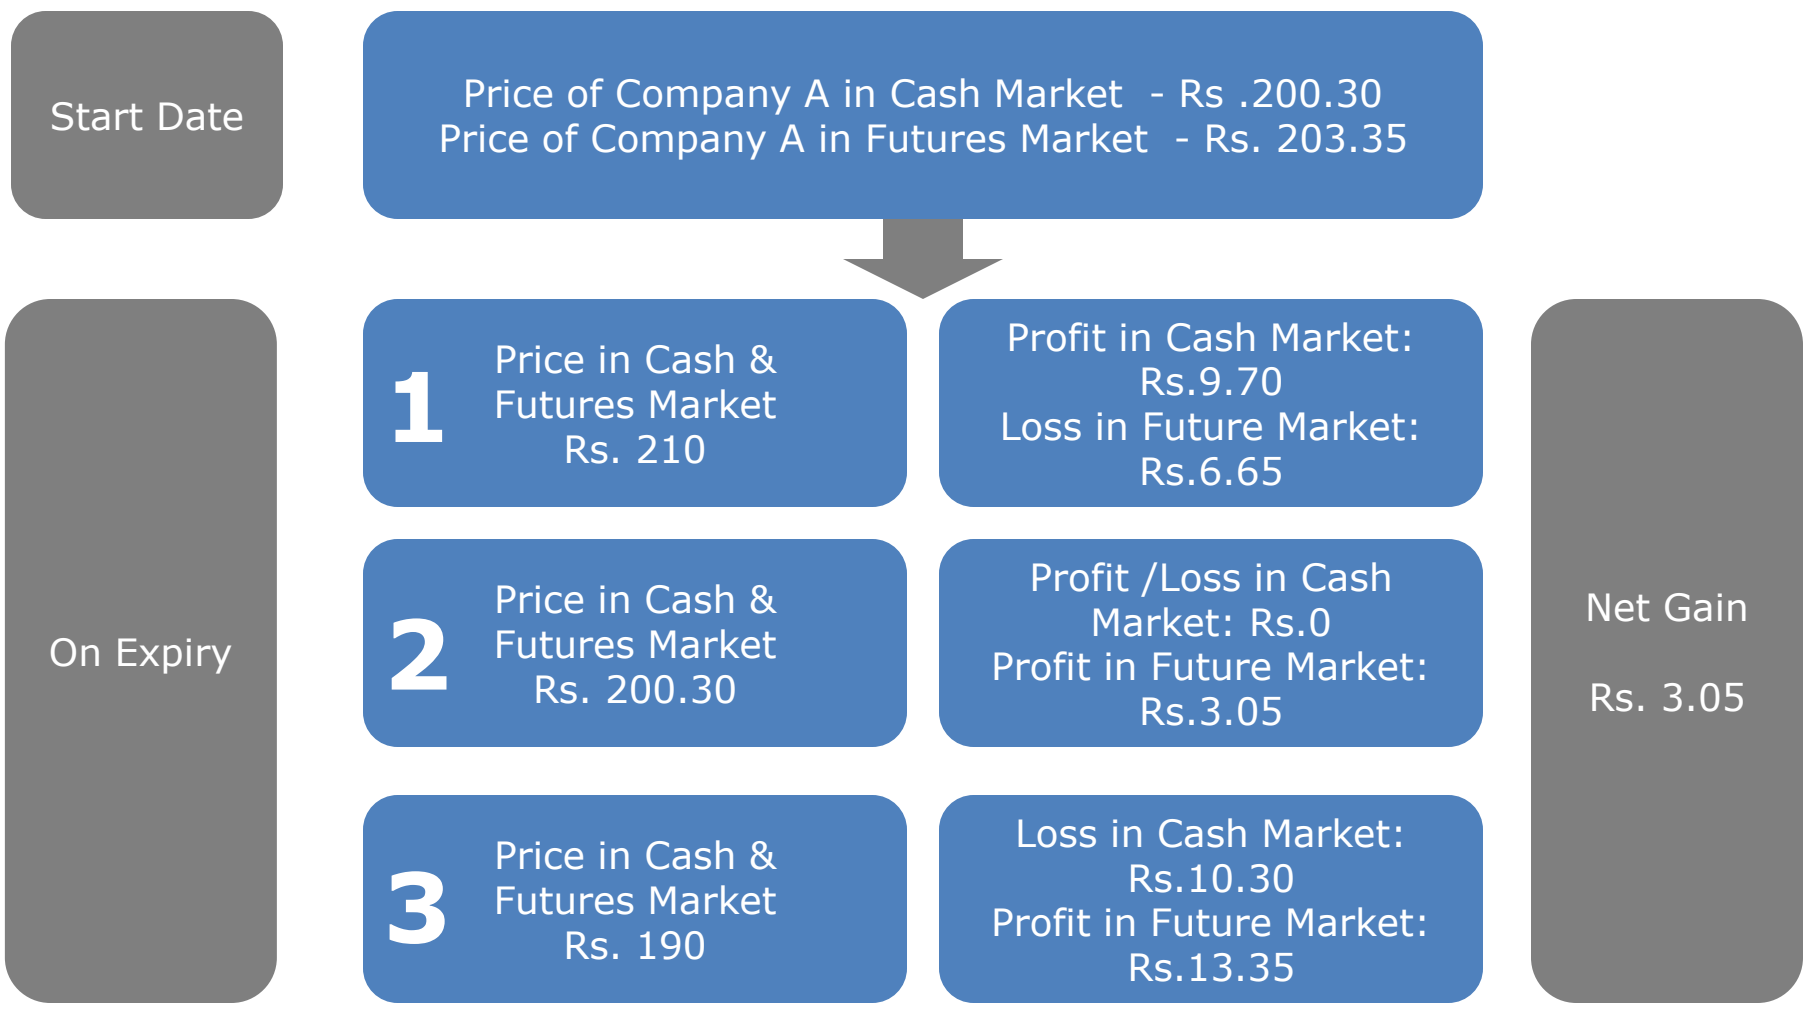 Start Date
Price of Company A in Cash Market - Rs .200.30
Price of Company A in Futures Market - Rs. 203.35
On Expiry
1
Price in Cash &
Futures Market
Rs. 210
Profit in Cash Market:
Rs.9.70
Loss in Future Market:
Rs.6.65
2
Price in Cash &
Futures Market
Rs. 200.30
Profit /Loss in Cash
Market: Rs.0
Profit in Future Market:
Rs.3.05
3
Price in Cash &
Futures Market
Rs. 190
Loss in Cash Market:
Rs.10.30
Profit in Future Market:
Rs.13.35
Net Gain
Rs. 3.05